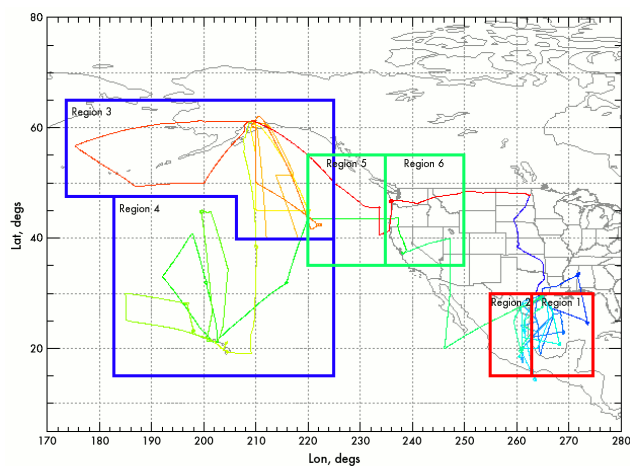 80
60
40
20
Lat, degs
Region 3
Region 4
Region 5
Region 6
Region 2
Region 1
170 180 190 200 210 220 230 240 250 260 270 280
Lon, degs